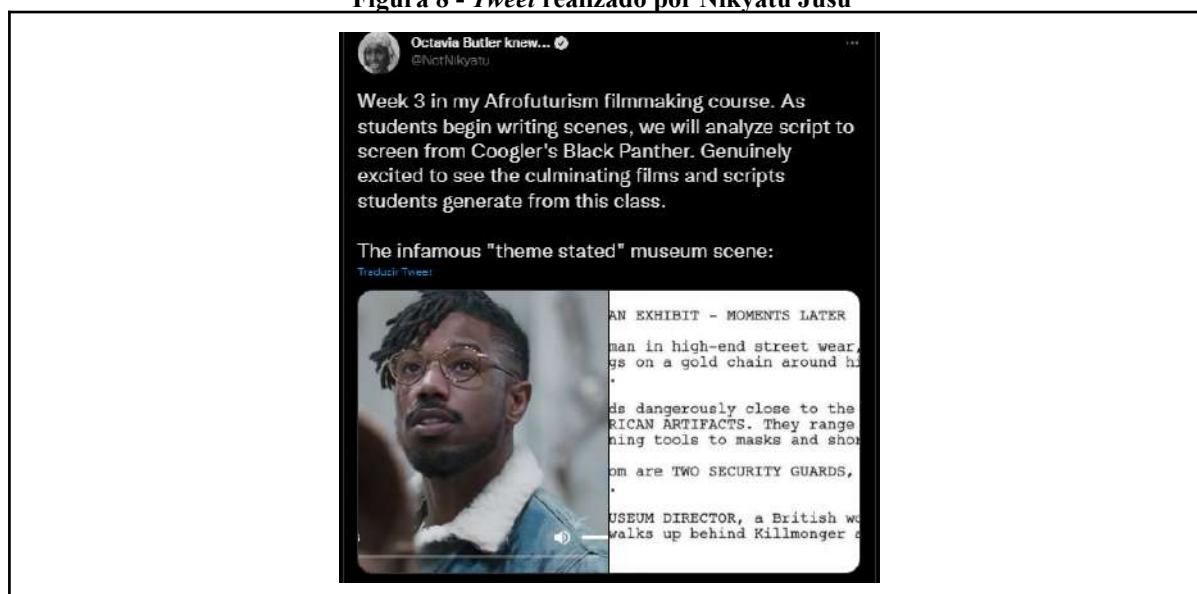 Figura 8 - Tweet realizado por Nikyatu Jusu
Octavia Butler knew...
@NotNikyatu
Week 3 in my Afrofuturism filmmaking course. As
students begin writing scenes, we will analyze script to
screen from Coogler's Black Panther. Genuinely
excited to see the culminating films and scripts
students generate from this class.
The infamous "theme stated" museum scene:
Traducir Tweet
AN EXHIBIT - MOMENTS LATER
man in high-end street wear,
gs on a gold chain around hi
.
ds dangerously close to the
RICAN ARTIFACTS. They range
ning tools to masks and sho
om are TWO SECURITY GUARDS,
.
USEUM DIRECTOR, a British wo
walks up behind Killmonger a